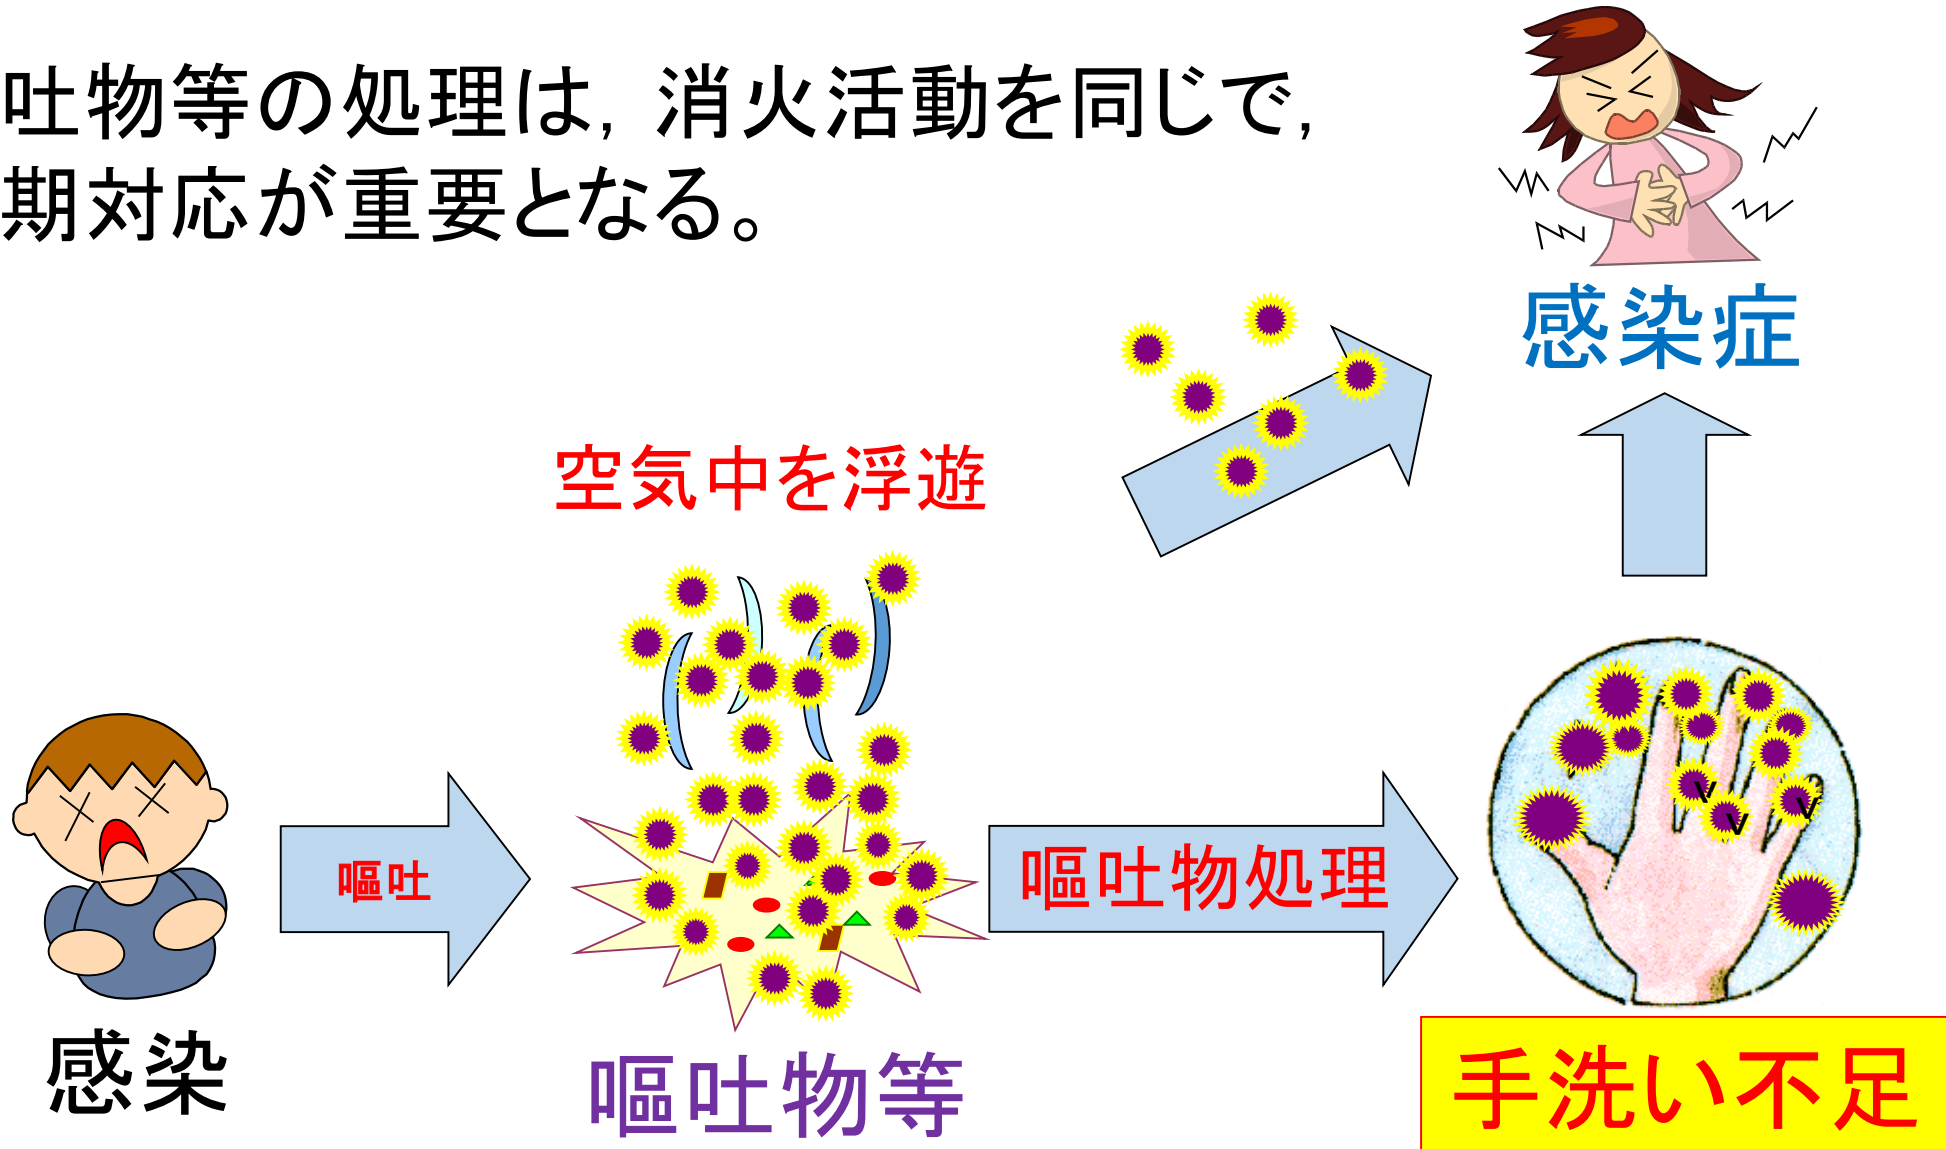 吐物等の処理は，消火活動を同じで，
期対応が重要となる。
感染症
空気中を浮遊
嘔吐
嘔吐物処理
感染
嘔吐物等
手洗い不足